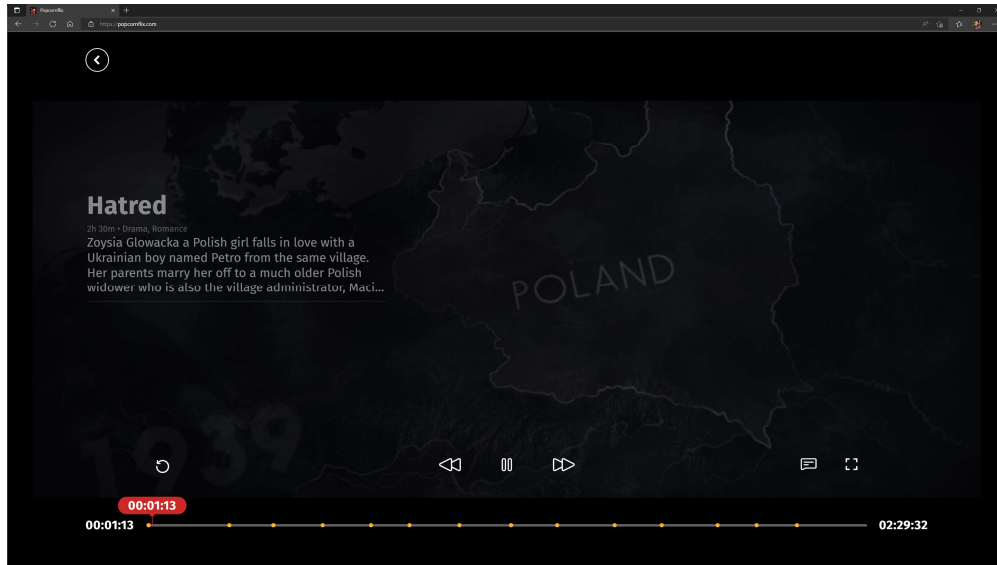 Popcornflix
https://popcornflix.com
Hatred
2h 30m • Drama, Romance
Zoysia Glowacka a Polish girl falls in love with a
Ukrainian boy named Petro from the same village.
Her parents marry her off to a much older Polish
widower who is also the village administrator, Maci...
POLAND
1939
00:01:13
00:01:13
02:29:32